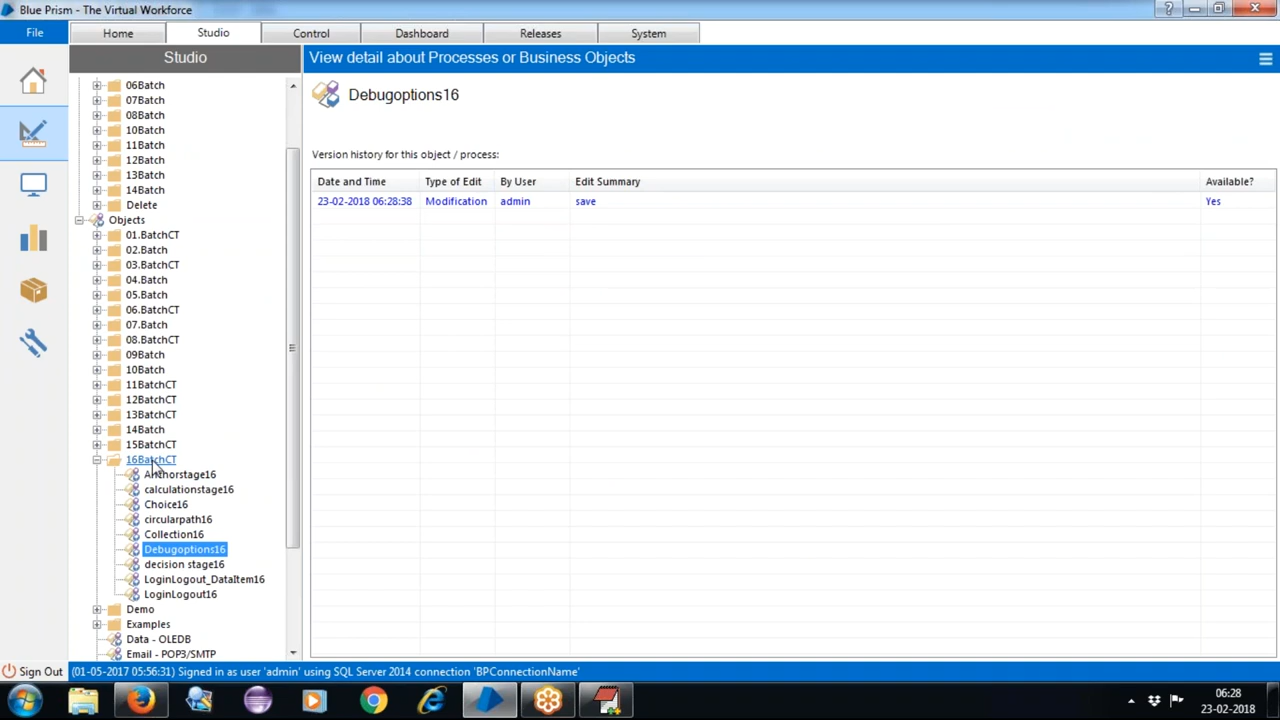 Blue Prism - The Virtual Workforce
File
Home
Studio
Control
Dashboard
Releases
System
Studio
View detail about Processes or Business Objects
06Batch
07Batch
08Batch
10Batch
11Batch
12Batch
13Batch
14Batch
Delete
Objects
01.BatchCT
02.Batch
03.BatchCT
04.Batch
05.Batch
06.BatchCT
07.Batch
08.BatchCT
09Batch
10Batch
11BatchCT
12BatchCT
13BatchCT
14Batch
15BatchCT
16BatchCT
Anchorstage16
calculationstage16
Choice16
circularpath16
Collection16
Debugoptions16
decision stage16
LoginLogout_DataItem16
LoginLogout16
Demo
Examples
Data - OLEDB
Email - POP3/SMTP
Debugoptions16
Version history for this object / process:
Date and Time Type of Edit By User Edit Summary Available?
23-02-2018 06:28:38 Modification admin save Yes
Sign Out
(01-05-2017 05:56:31) Signed in as user 'admin' using SQL Server 2014 connection 'BPConnectionName'
06:28
23-02-2018